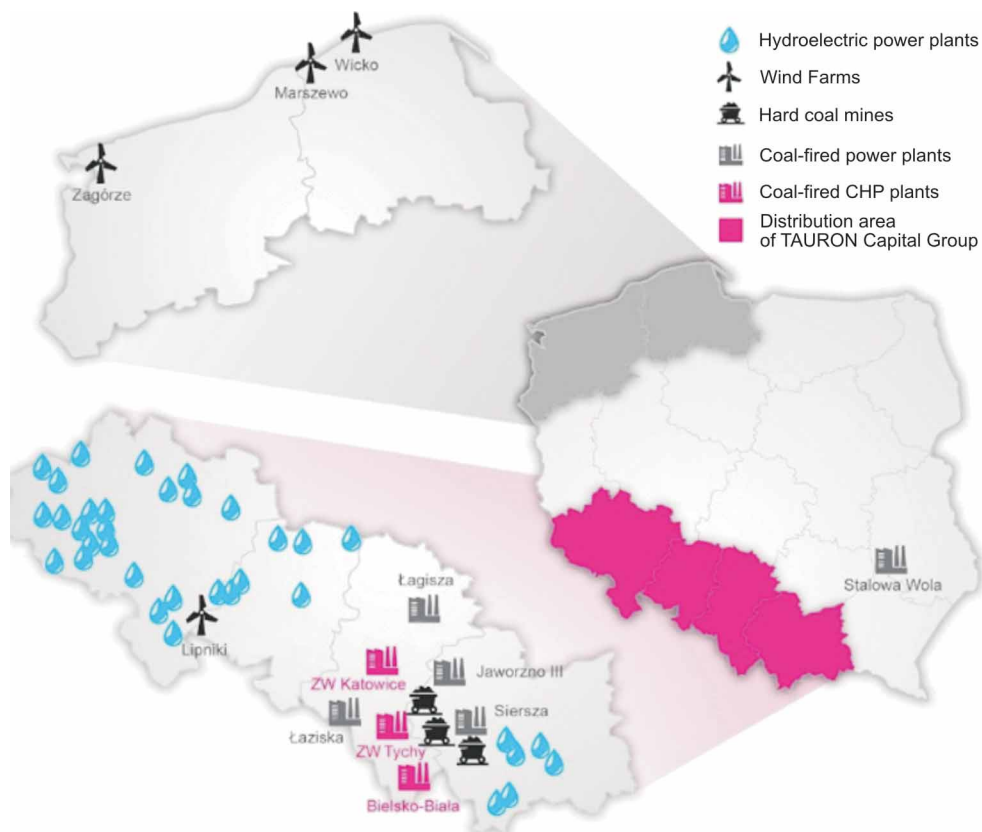 Hydroelectric power plants
Wind Farms
Hard coal mines
Coal-fired power plants
Coal-fired CHP plants
Distribution area
of TAURON Capital Group
Wicko
Marszewo
Zagórze
Stalowa Wola
Łagisza
Lipniki
ZW Katowice
Jaworzno III
Siersza
Łaziska
ZW Tychy
Bielsko-Biała